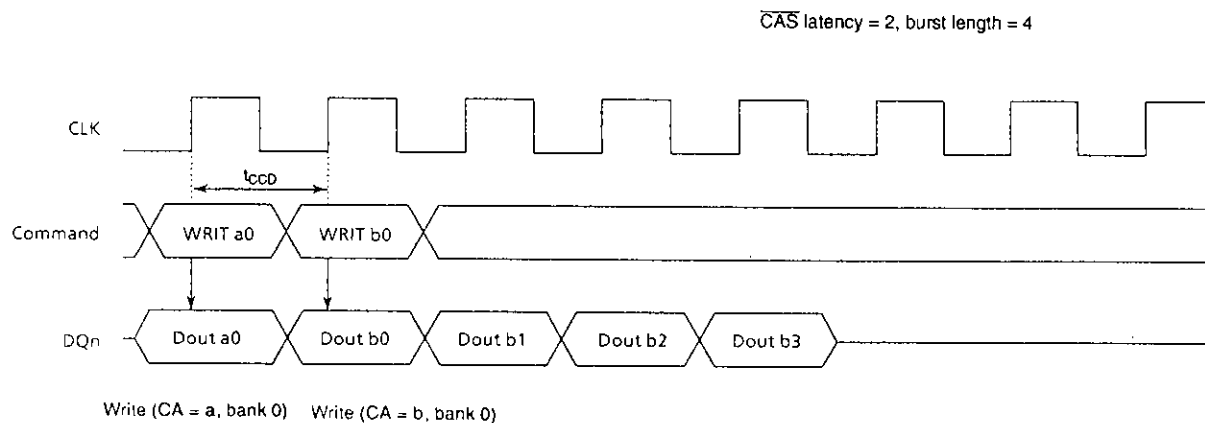 CAS latency = 2, burst length = 4
CLK
tCCD
Command WRIT a0 WRIT b0
DQn Dout a0 Dout b0 Dout b1 Dout b2 Dout b3
Write (CA = a, bank 0) Write (CA = b, bank 0)